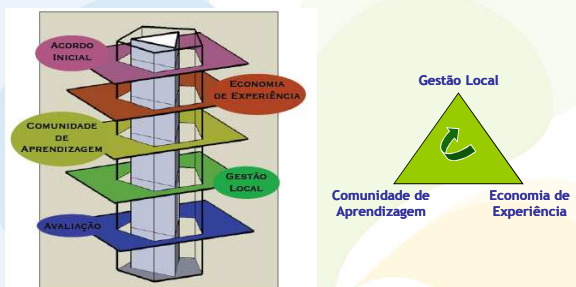 ACORDO
INICIAL
ECONOMIA
DE EXPERIÊNCIA
COMUNIDADE
DE
APRENDIZAGEM
GESTÃO
LOCAL
AVALIAÇÃO
Gestão Local
Comunidade de
Aprendizagem
Economia de
Experiência